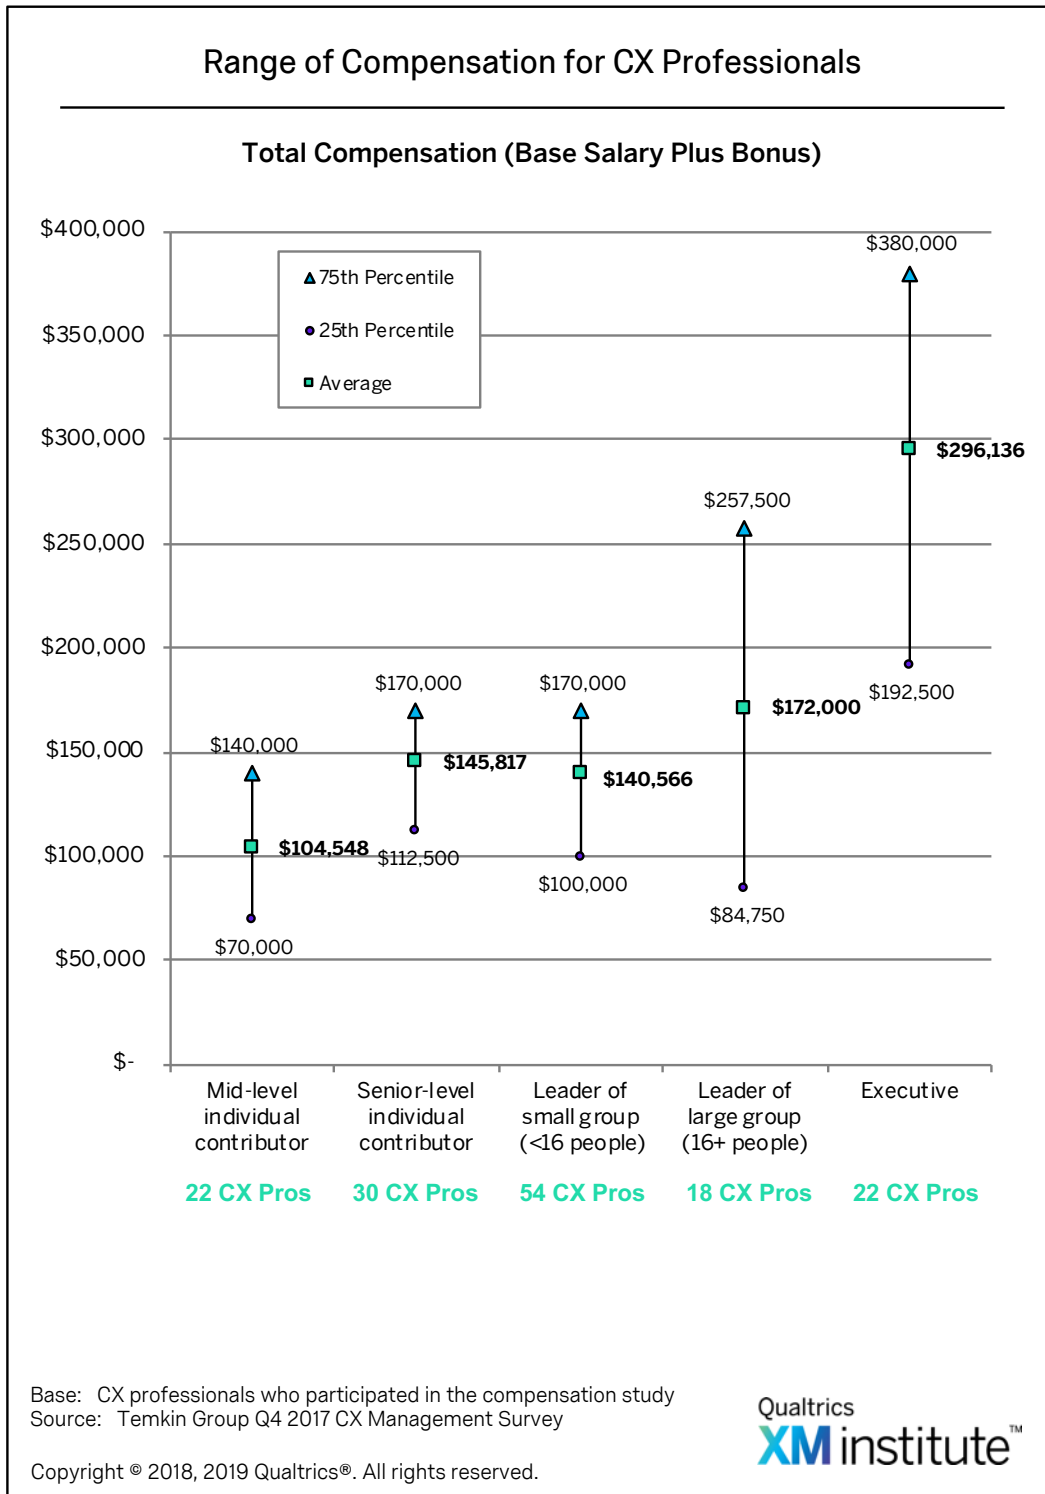 Range of Compensation for CX Professionals
Total Compensation (Base Salary Plus Bonus)
$400,000
$350,000
$300,000
$250,000
$200,000
$150,000
$100,000
$50,000
$-
75th Percentile
25th Percentile
Average
$140,000
$104,548
$70,000
$170,000
$145,817
$112,500
$170,000
$140,566
$100,000
$257,500
$172,000
$84,750
$380,000
$296,136
$192,500
Mid-level
individual
contributor
22 CX Pros
Senior-level
individual
contributor
30 CX Pros
Leader of
small group
(<16 people)
54 CX Pros
Leader of
large group
(16+ people)
18 CX Pros
Executive
22 CX Pros
Base: CX professionals who participated in the compensation study
Source: Temkin Group Q4 2017 CX Management Survey
Copyright © 2018, 2019 Qualtrics®. All rights reserved.
Qualtrics
XM institute™